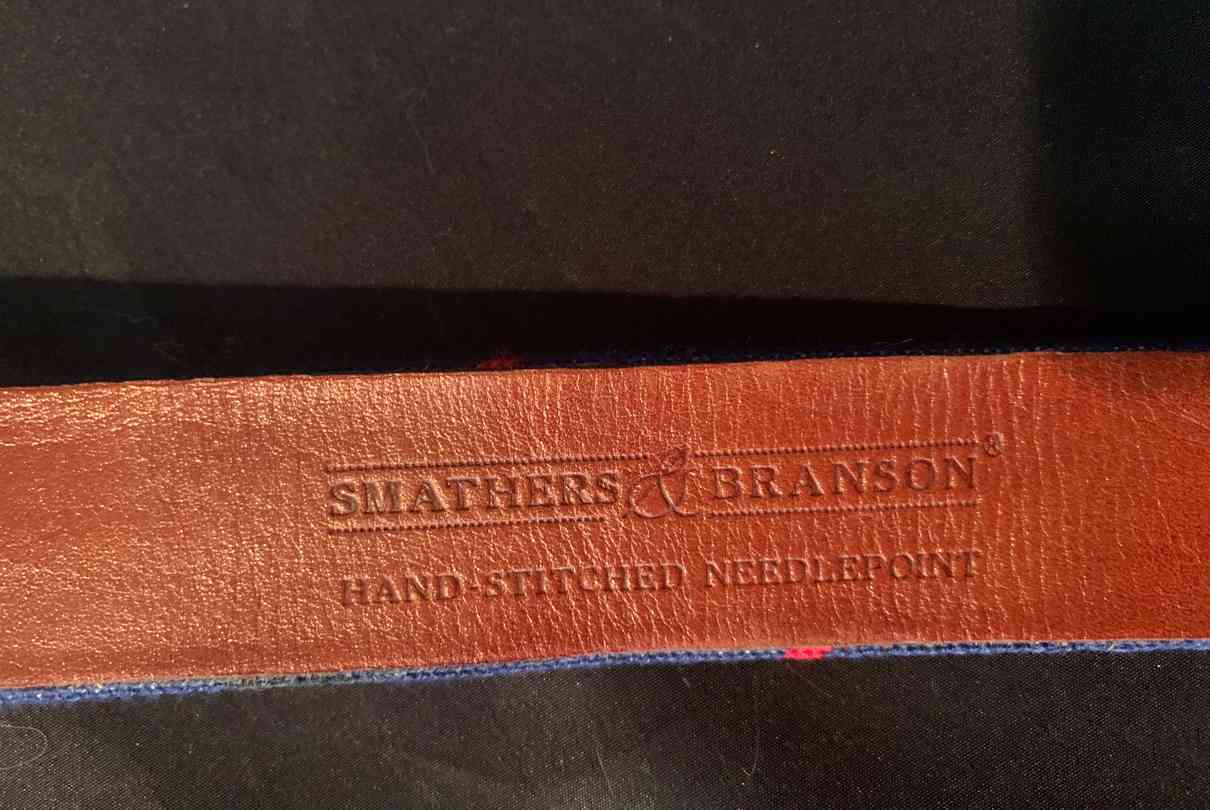 SMATHERS & BRANSON®
HAND-STITCHED NEEDLEPOINT